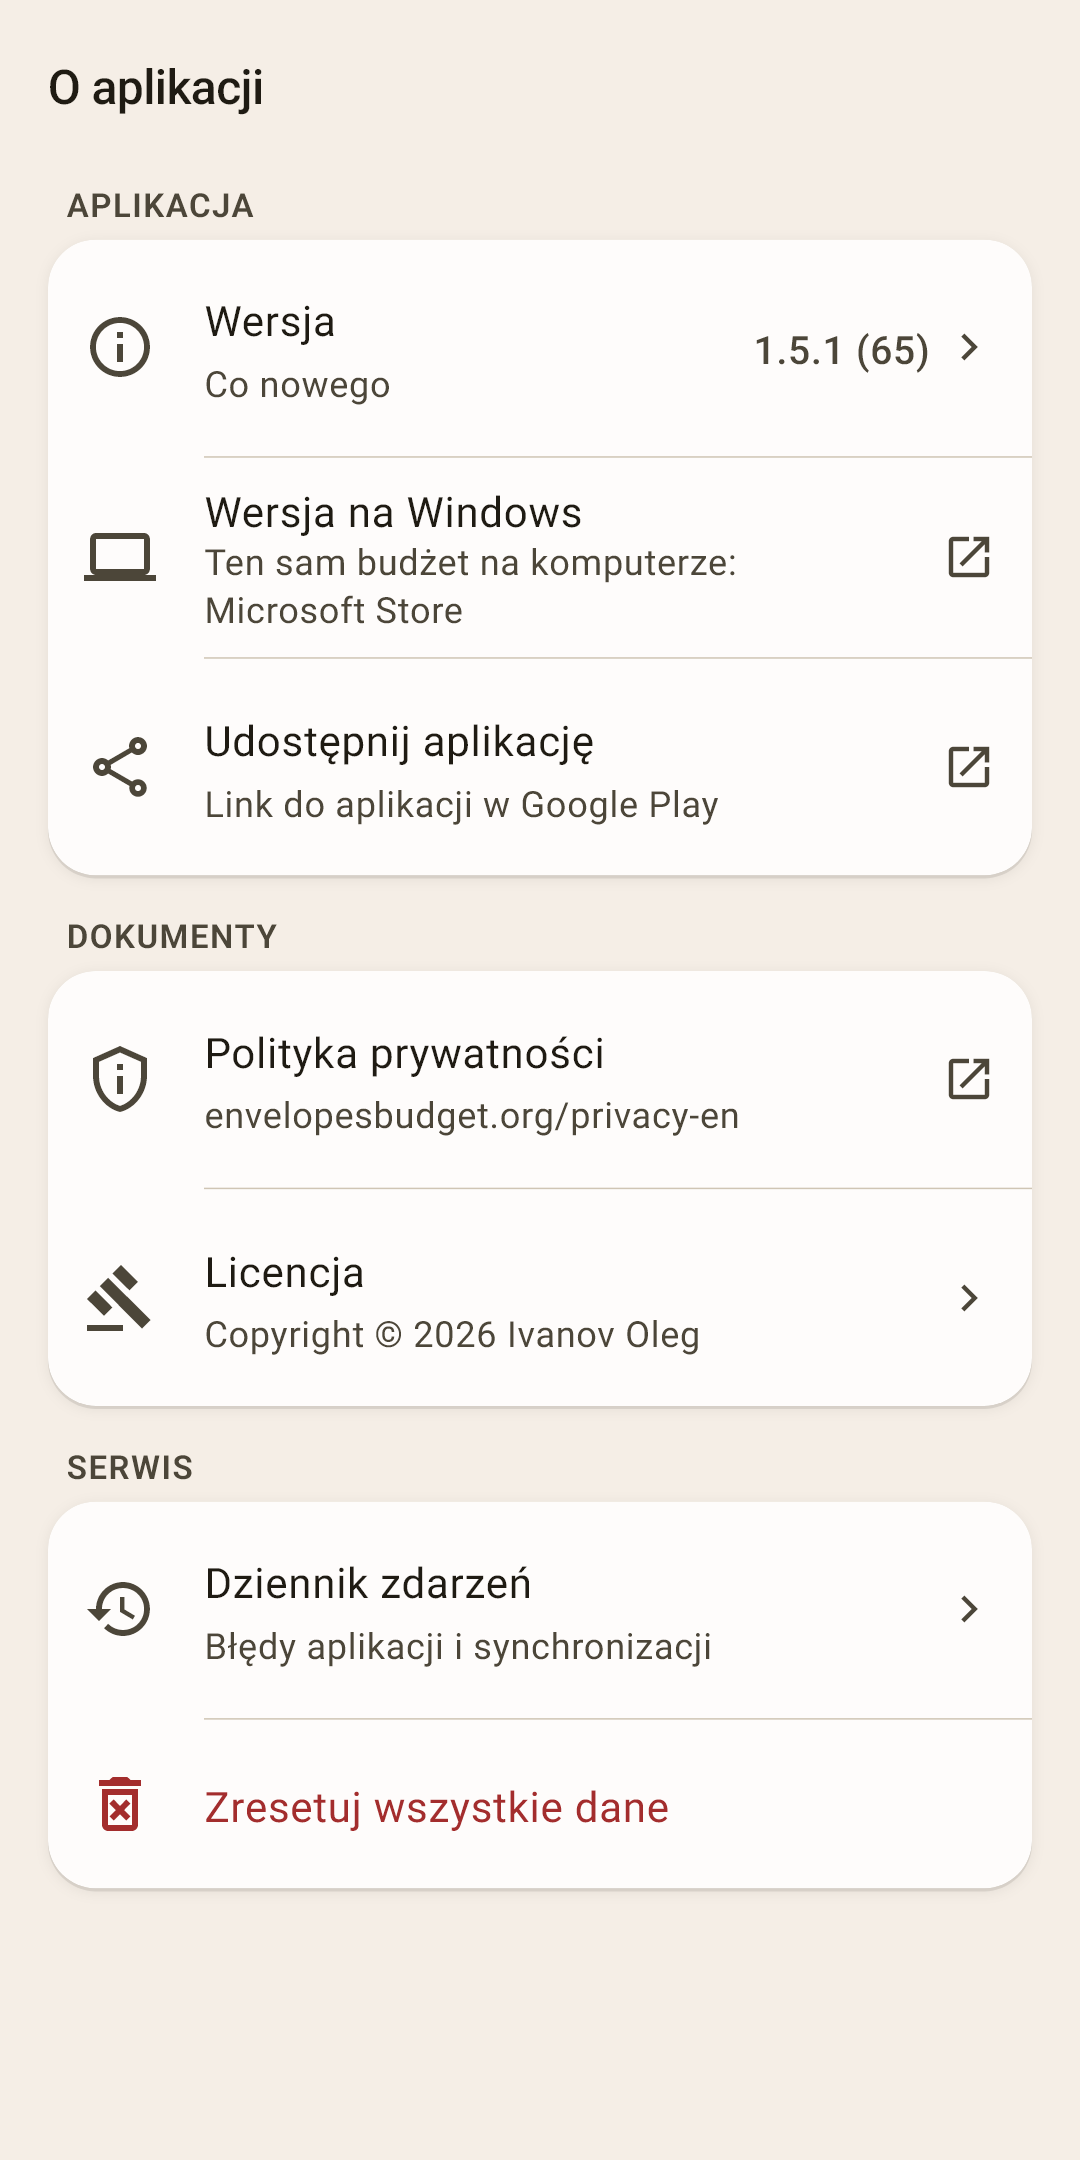 O aplikacji
APLIKACJA
Wersja
Co nowego
1.5.1 (65)
Wersja na Windows
Ten sam budżet na komputerze:
Microsoft Store
Udostępnij aplikację
Link do aplikacji w Google Play
DOKUMENTY
Polityka prywatności
envelopesbudget.org/privacy-en
Licencja
Copyright © 2026 Ivanov Oleg
SERWIS
Dziennik zdarzeń
Błędy aplikacji i synchronizacji
Zresetuj wszystkie dane